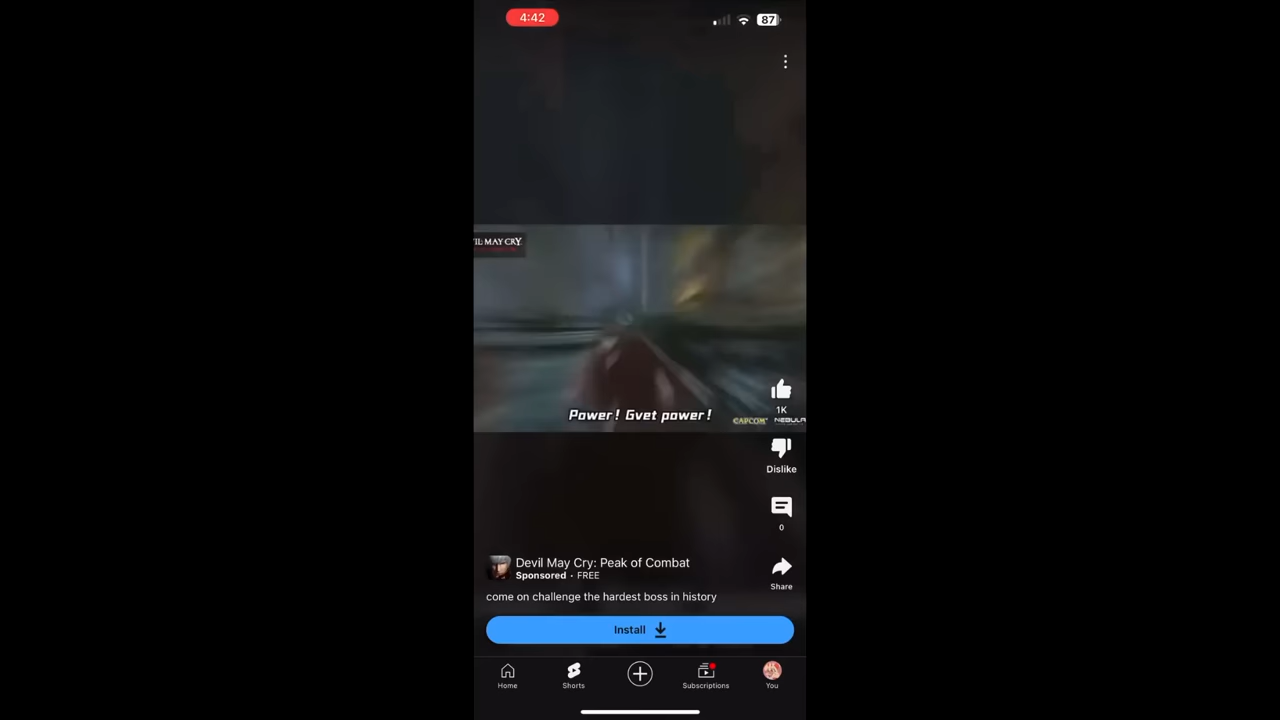 4:42
87
IL MAY CRY
Power! Gvet power!
CAPCOM NEBULA
1K
Dislike
0
Devil May Cry: Peak of Combat
Sponsored · FREE
Share
come on challenge the hardest boss in history
Install
Home
Shorts
Subscriptions
You